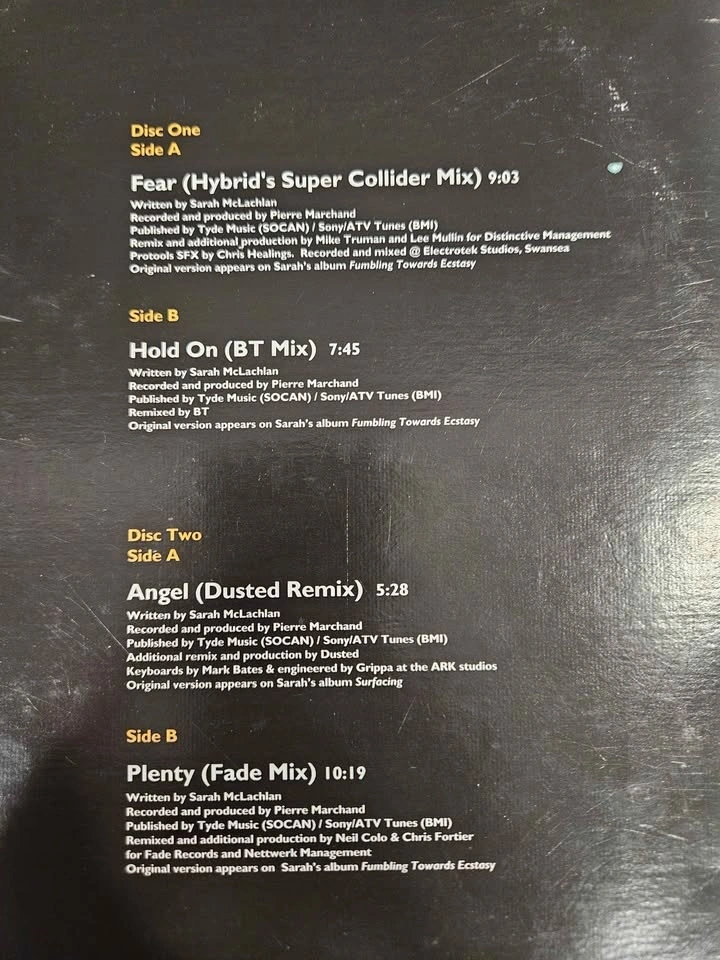 Disc One
Side A
Fear (Hybrid's Super Collider Mix) 9:03
Written by Sarah McLachlan
Recorded and produced by Pierre Marchand
Published by Tyde Music (SOCAN) / Sony/ATV Tunes (BMI)
Remix and additional production by Mike Truman and Lee Mullin for Distinctive Management
Protools SFX by Chris Healings. Recorded and mixed @ Electrotek Studios, Swansea
Original version appears on Sarah's album Fumbling Towards Ecstasy
Side B
Hold On (BT Mix) 7:45
Written by Sarah McLachlan
Recorded and produced by Pierre Marchand
Published by Tyde Music (SOCAN) / Sony/ATV Tunes (BMI)
Remixed by BT
Original version appears on Sarah's album Fumbling Towards Ecstasy
Disc Two
Side A
Angel (Dusted Remix) 5:28
Written by Sarah McLachlan
Recorded and produced by Pierre Marchand
Published by Tyde Music (SOCAN) / Sony/ATV Tunes (BMI)
Additional remix and production by Dusted
Keyboards by Mark Bates & engineered by Grippa at the ARK studios
Original version appears on Sarah's album Surfacing
Side B
Plenty (Fade Mix) 10:19
Written by Sarah McLachlan
Recorded and produced by Pierre Marchand
Published by Tyde Music (SOCAN) / Sony/ATV Tunes (BMI)
Remixed and additional production by Neil Colo & Chris Fortier
for Fade Records and Nettwerk Management
Original version appears on Sarah's album Fumbling Towards Ecstasy